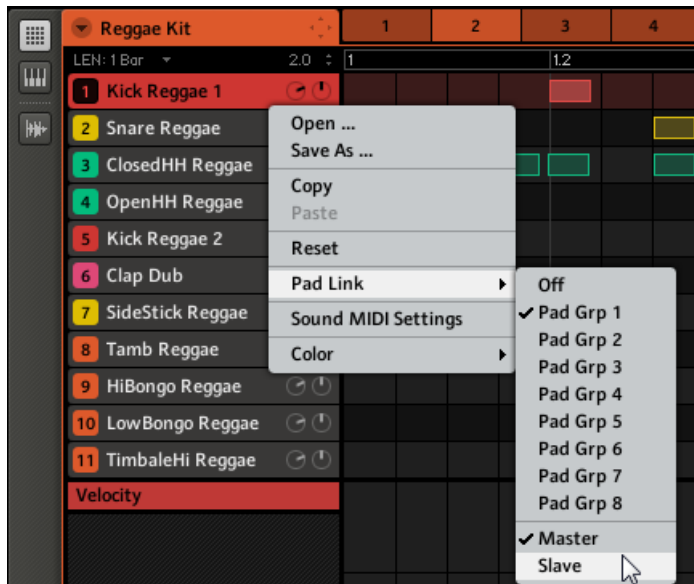 Reggae Kit
1 2 3 4
LEN: 1 Bar 2.0 1 1.2
1 Kick Reggae 1
2 Snare Reggae
3 ClosedHH Reggae
4 OpenHH Reggae
5 Kick Reggae 2
6 Clap Dub
7 SideStick Reggae
8 Tamb Reggae
9 HiBongo Reggae
10 LowBongo Reggae
11 TimbaleHi Reggae
Velocity
Open ...
Save As ...
Copy
Paste
Reset
Pad Link
Sound MIDI Settings
Color
Off
Pad Grp 1
Pad Grp 2
Pad Grp 3
Pad Grp 4
Pad Grp 5
Pad Grp 6
Pad Grp 7
Pad Grp 8
Master
Slave